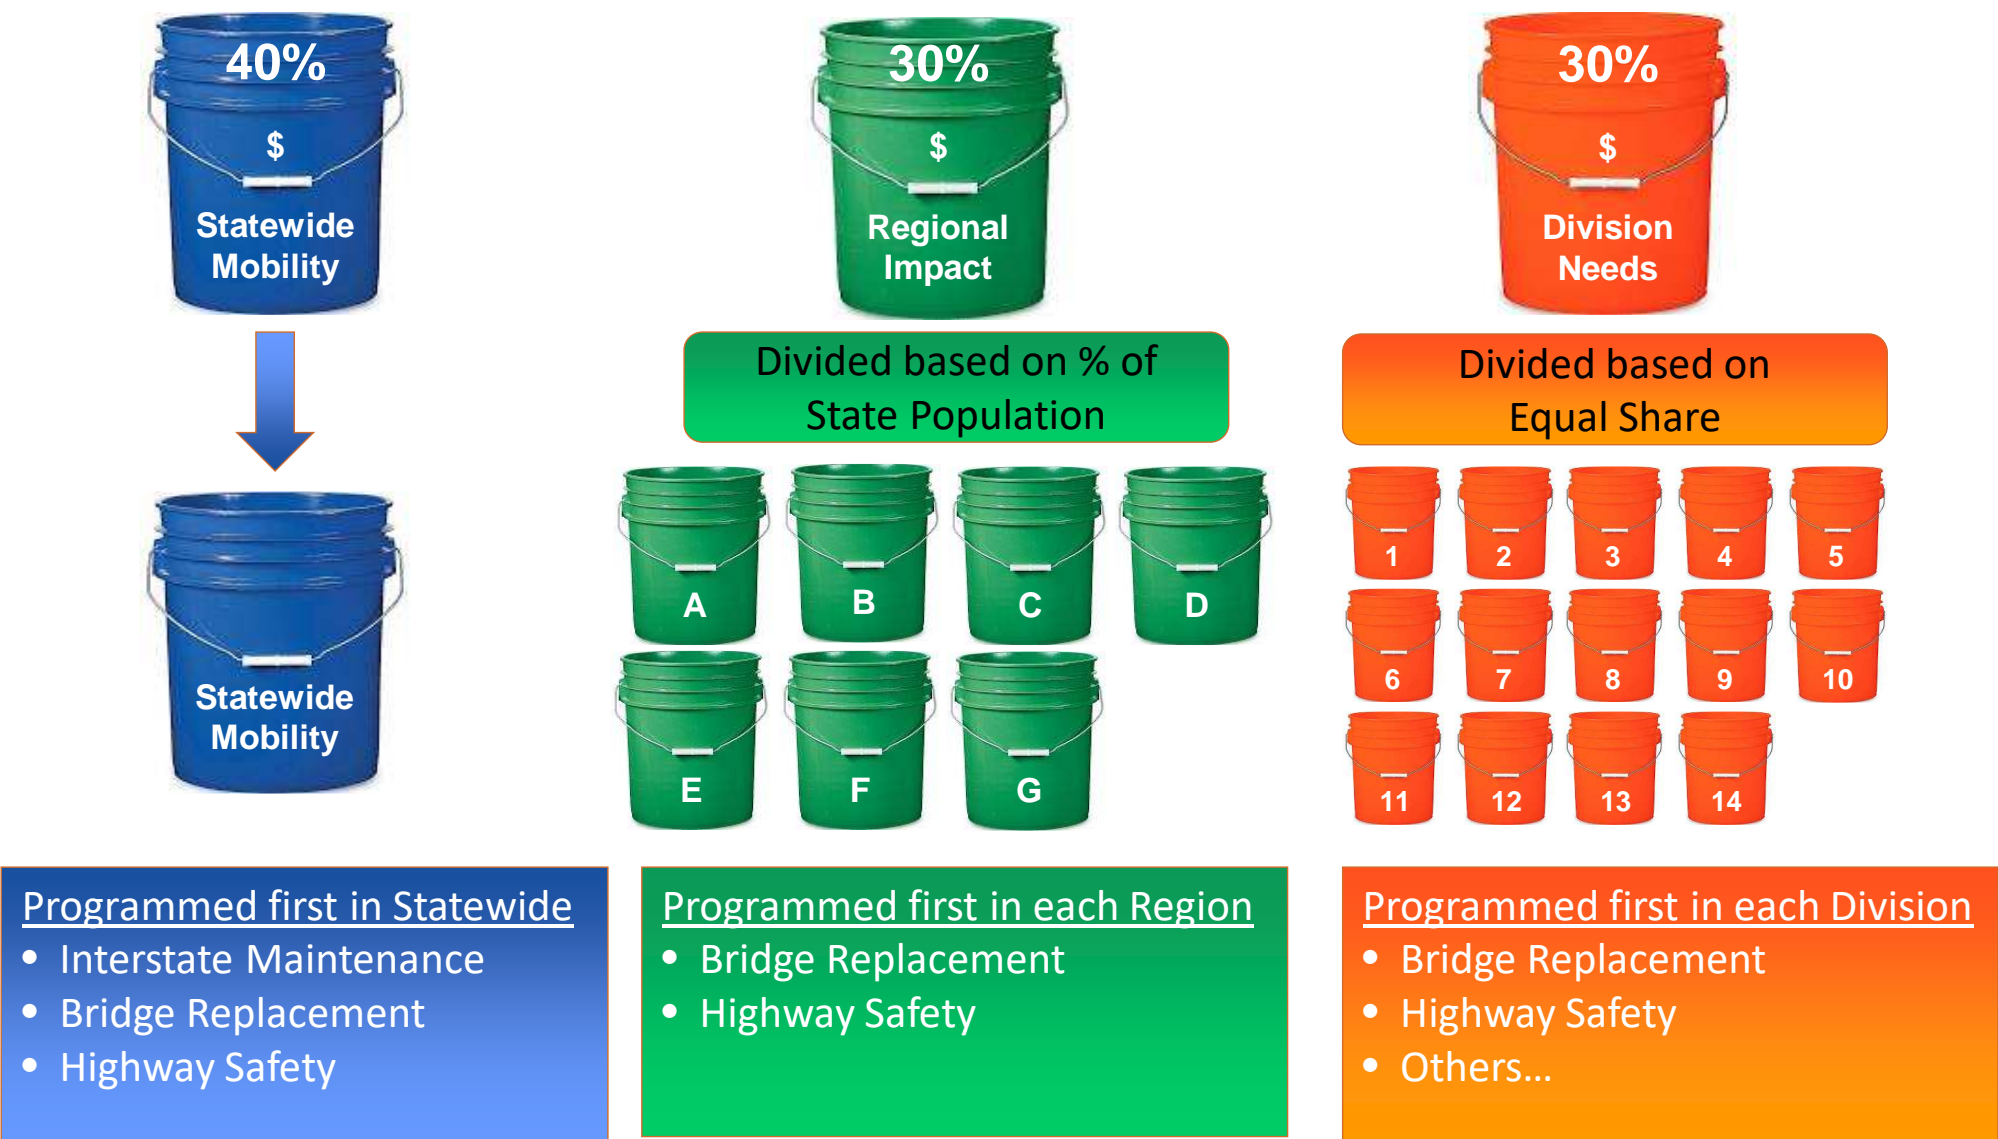 40%
$
Statewide
Mobility
30%
$
Regional
Impact
30%
$
Division
Needs
Divided based on % of
State Population
Divided based on
Equal Share
Statewide
Mobility
A
B
C
D
E
F
G
1
2
3
4
5
6
7
8
9
10
11
12
13
14
Programmed first in Statewide
• Interstate Maintenance
• Bridge Replacement
• Highway Safety
Programmed first in each Region
• Bridge Replacement
• Highway Safety
Programmed first in each Division
• Bridge Replacement
• Highway Safety
• Others…